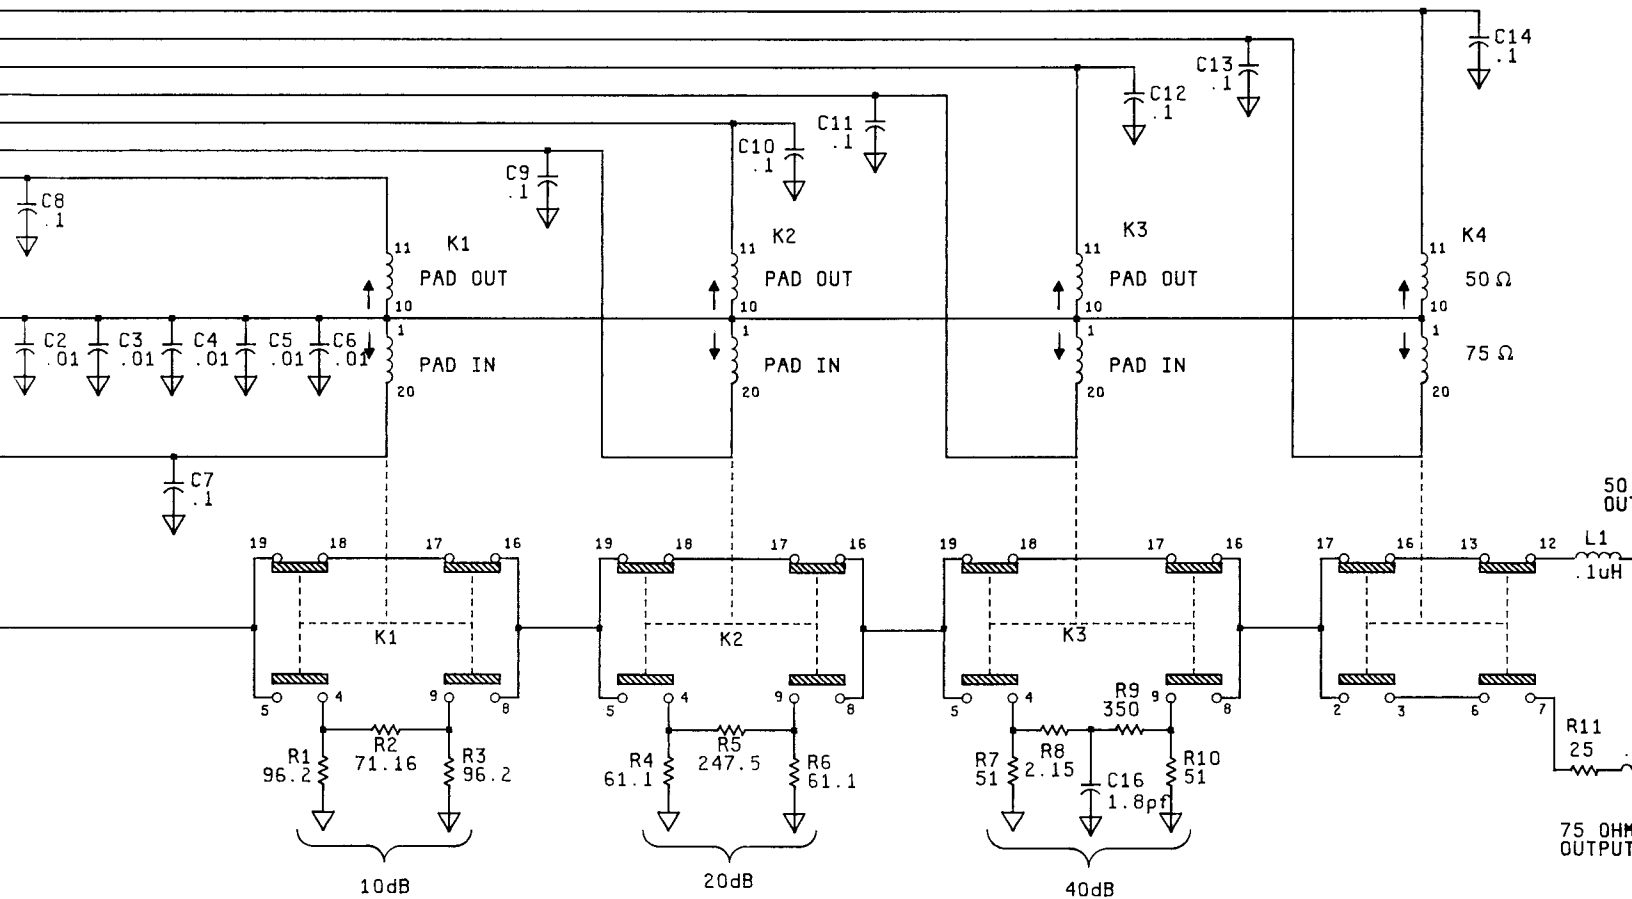 C14
.1
C13
.1
C12
.1
C11
.1
C10
.1
C9
.1
C8
.1
K1
11
PAD OUT
10
1
PAD IN
20
K2
11
PAD OUT
10
1
PAD IN
20
K3
11
PAD OUT
10
1
PAD IN
20
K4
11
50 Ω
10
1
75 Ω
20
C2
.01
C3
.01
C4
.01
C5
.01
C6
.01
C7
.1
50
19 18 17 16
19 18 17 16
19 18 17 16
17 16 13 12
L1
.1uH
K1
K2
K3
5 4 9 8
5 4 9 8
5 4 9 8
2 3 6 7
R1
96.2
R2
71.16
R3
96.2
R4
61.1
R5
247.5
R6
61.1
R7
51
R8
2.15
R9
350
C16
1.8pf
R10
51
R11
25
75 OHM
OUTPUT
10dB
20dB
40dB